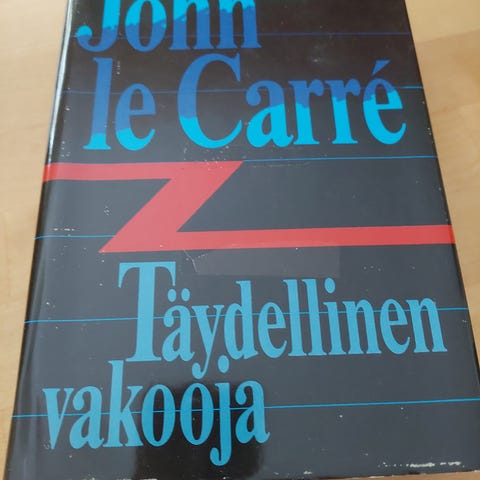 John
le Carré
Täydellinen
vakooja